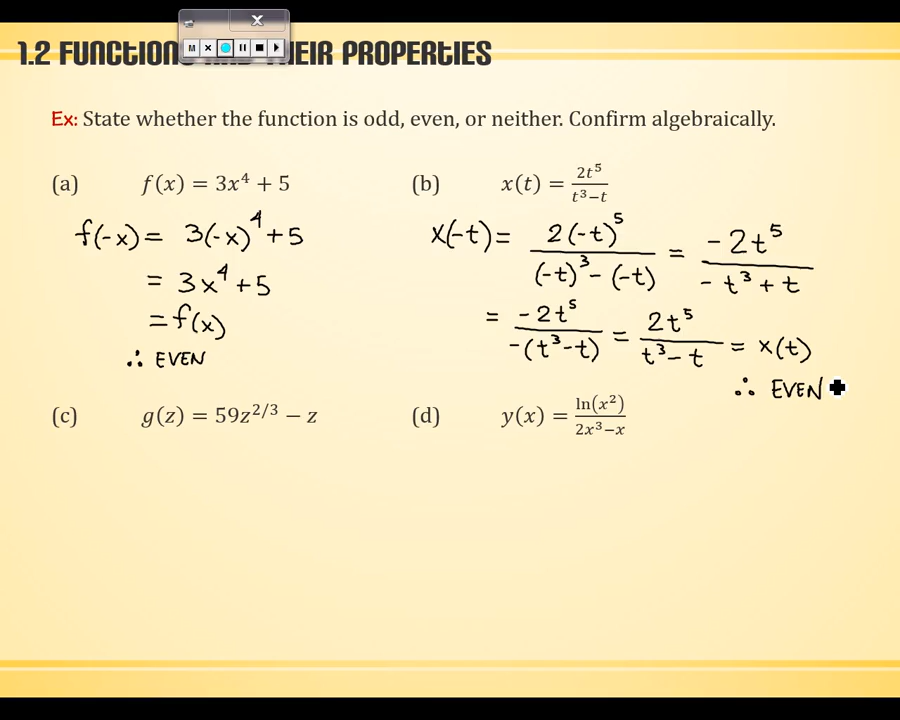 1.2 FUNCTION HEIR PROPERTIES
Ex: State whether the function is odd, even, or neither. Confirm algebraically.
(a) f(x) = 3x⁴ + 5
f(-x) = 3(-x)⁴ + 5
= 3x⁴ + 5
= f(x)
∴ EVEN
(b) x(t) = 2t⁵/(t³−t)
x(-t) = 2(-t)⁵/((-t)³ - (-t)) = -2t⁵/(-t³ + t)
= -2t⁵/(-(t³-t)) = 2t⁵/(t³-t) = x(t)
∴ EVEN
(c) g(z) = 59z^(2/3) − z
(d) y(x) = ln(x²)/(2x³−x)